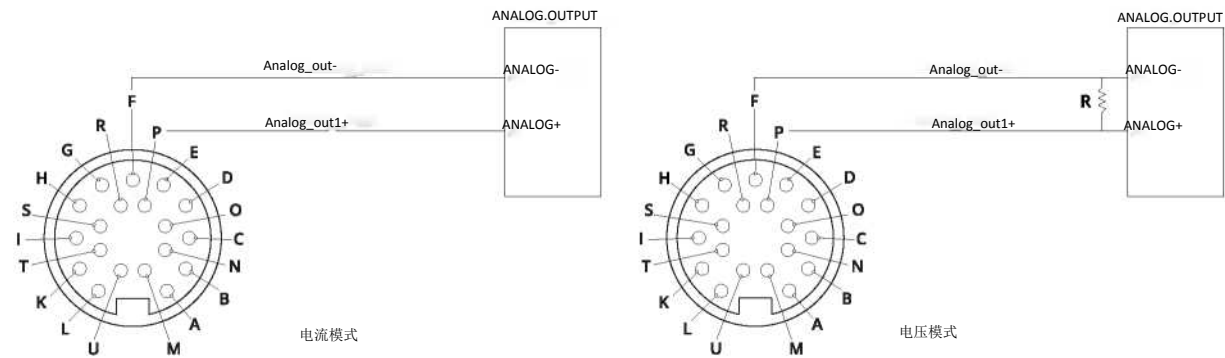 ANALOG.OUTPUT
Analog_out-
ANALOG-
F
Analog_out1+
ANALOG+
R
P
G
E
H
D
S
O
I
C
T
N
K
B
L
A
U
M
电流模式
ANALOG.OUTPUT
Analog_out-
ANALOG-
R
F
Analog_out1+
ANALOG+
R
P
G
E
H
D
S
O
I
C
T
N
K
B
L
A
U
M
电压模式